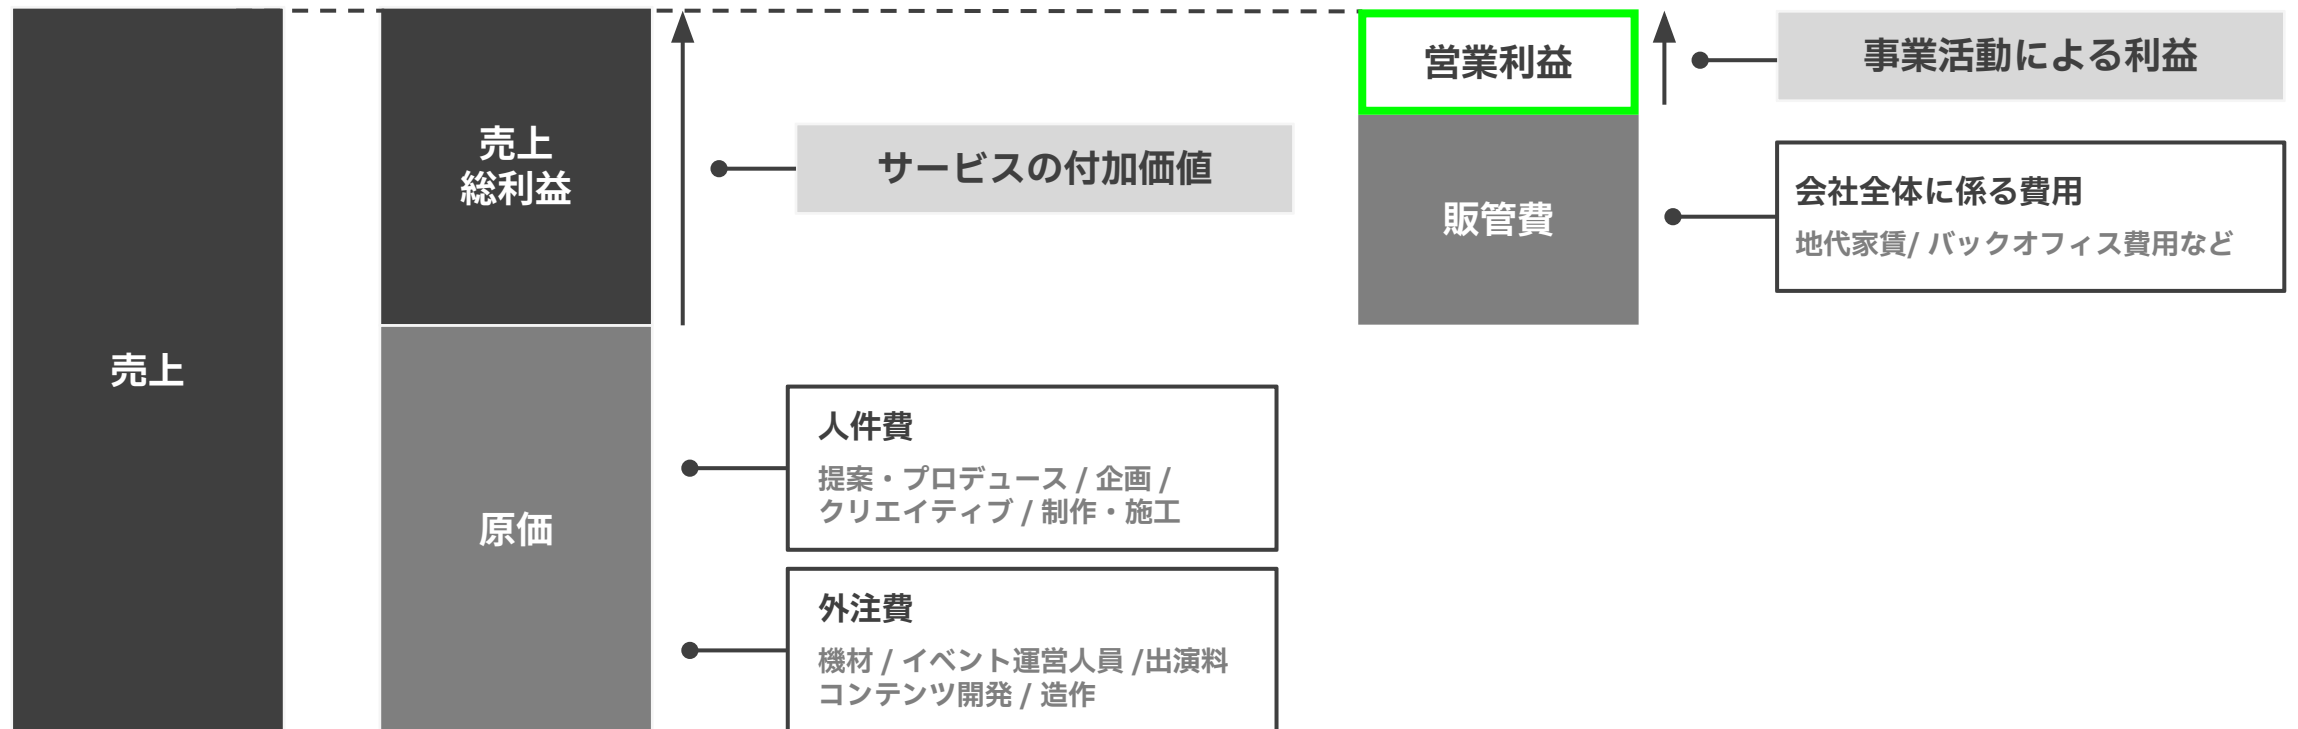 売上
売上
総利益
原価
サービスの付加価値
人件費
提案・プロデュース / 企画 /
クリエイティブ / 制作・施工
外注費
機材 / イベント運営人員 /出演料
コンテンツ開発 / 造作
営業利益
販管費
事業活動による利益
会社全体に係る費用
地代家賃/ バックオフィス費用など